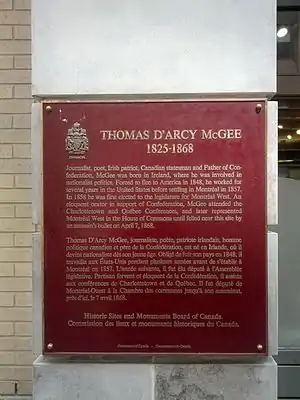 THOMAS D'ARCY McGEE
1825-1868
Journalist, poet, Irish patriot, Canadian statesman and Father of Con-
federation, McGee was born in Ireland, where he was involved in
nationalist politics. Forced to flee to America in 1848, he worked for
several years in the United States before settling in Montréal in 1857.
In 1858 he was first elected to the legislature for Montréal West. An
eloquent orator in support of Confederation, McGee attended the
Charlottetown and Québec Conferences, and later represented
Montréal West in the House of Commons until felled near this site by
an assassin's bullet on April 7, 1868.
Thomas D'Arcy McGee, journaliste, poète, patriote irlandais, homme
politique canadien et père de la Confédération, est né en Irlande, où il
devint nationaliste dès son jeune âge. Obligé de fuir son pays en 1848, il
travailla aux États-Unis pendant plusieurs années avant de s'établir à
Montréal en 1857. L'année suivante, il fut élu député à l'Assemblée
législative. Partisan fervent et éloquent de la Confédération, il assista
aux conférences de Charlottetown et de Québec. Il fut député de
Montréal-Ouest à la Chambre des communes jusqu'à son assassinat,
près d'ici, le 7 avril 1868.
Historic Sites and Monuments Board of Canada.
Commission des lieux et monuments historiques du Canada.
Government of Canada - Gouvernement du Canada